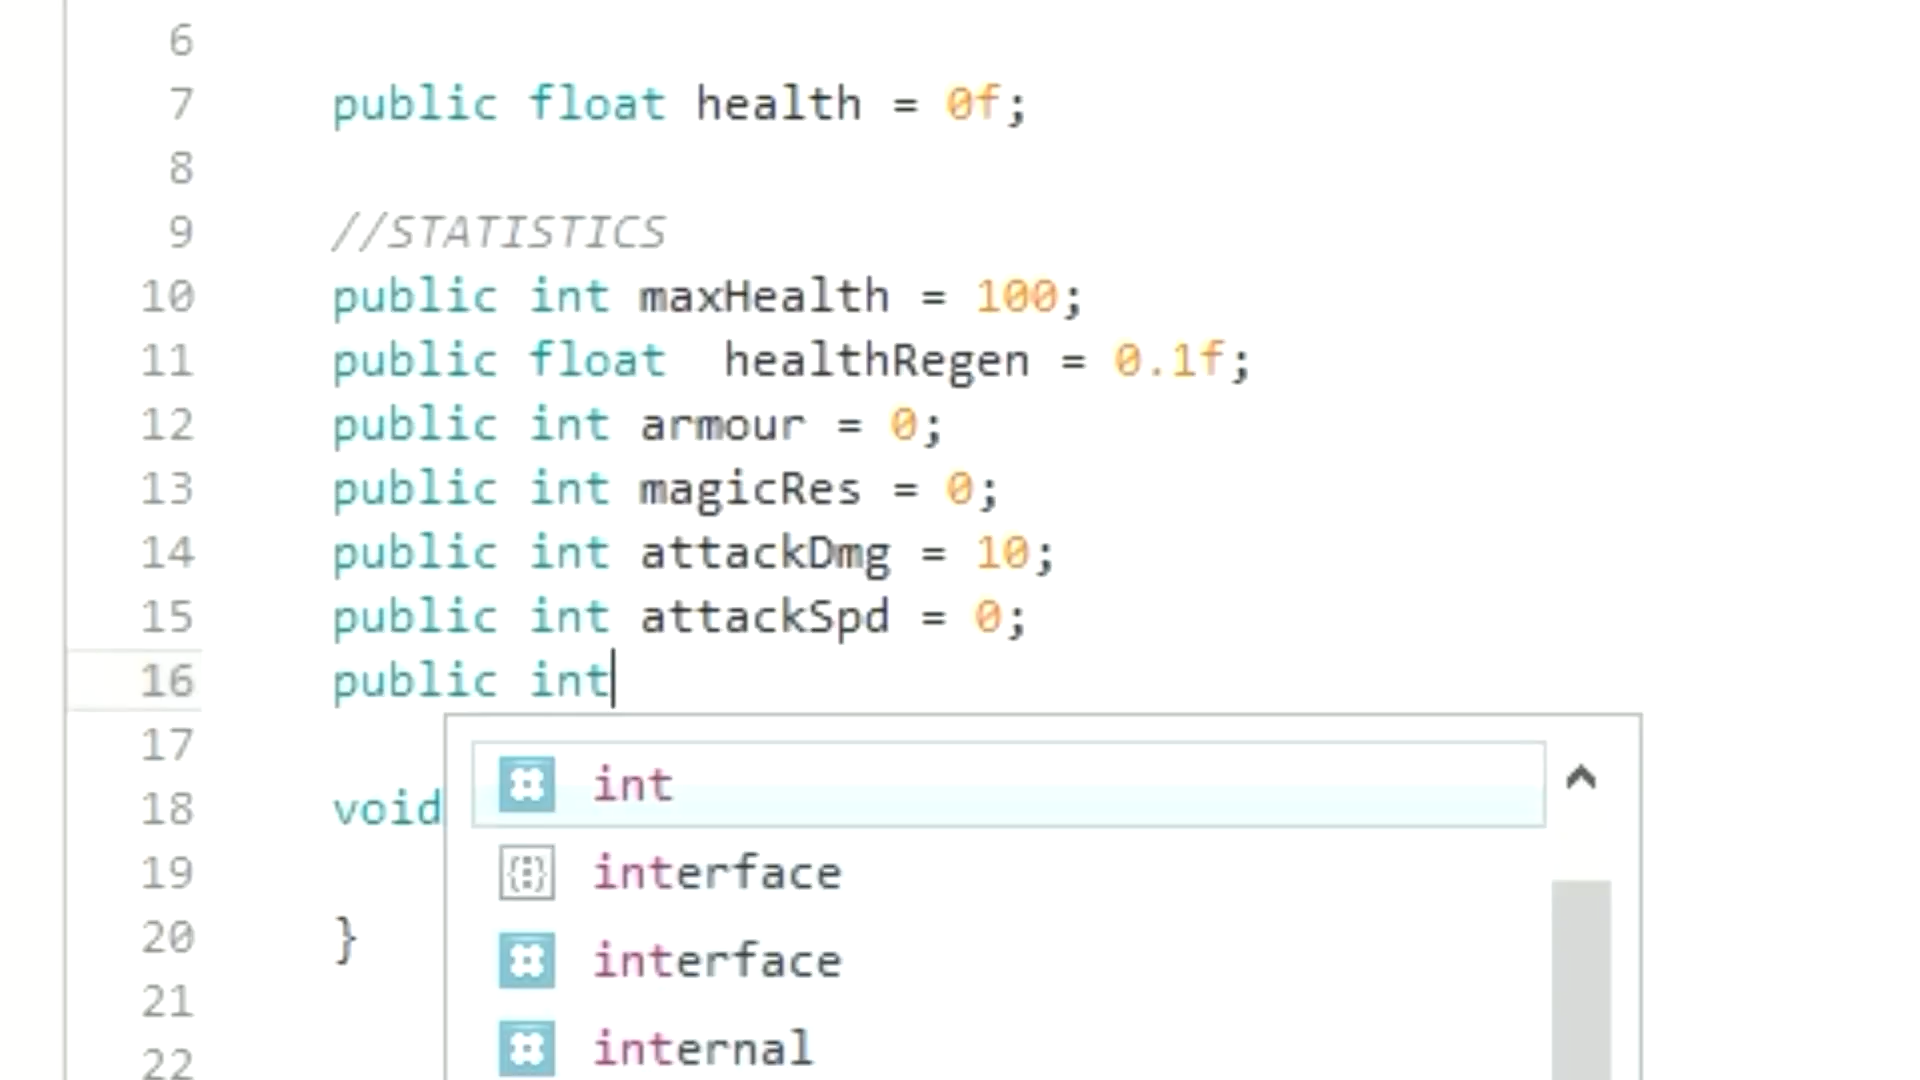 6
7 public float health = 0f;
8
9 //STATISTICS
10 public int maxHealth = 100;
11 public float  healthRegen = 0.1f;
12 public int armour = 0;
13 public int magicRes = 0;
14 public int attackDmg = 10;
15 public int attackSpd = 0;
16 public int
17
int
18 void
19
interface
20 }
interface
21
internal
22